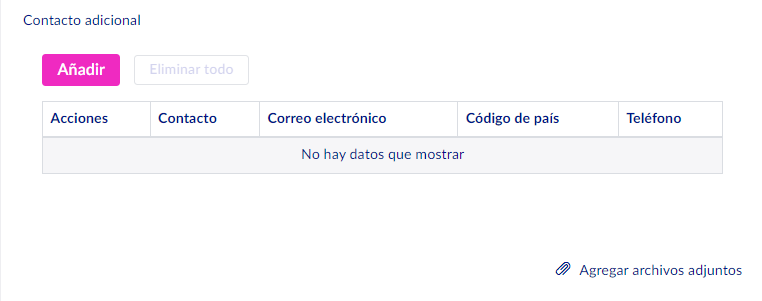 Contacto adicional
Añadir Eliminar todo
Acciones Contacto Correo electrónico Código de país Teléfono
No hay datos que mostrar
Agregar archivos adjuntos